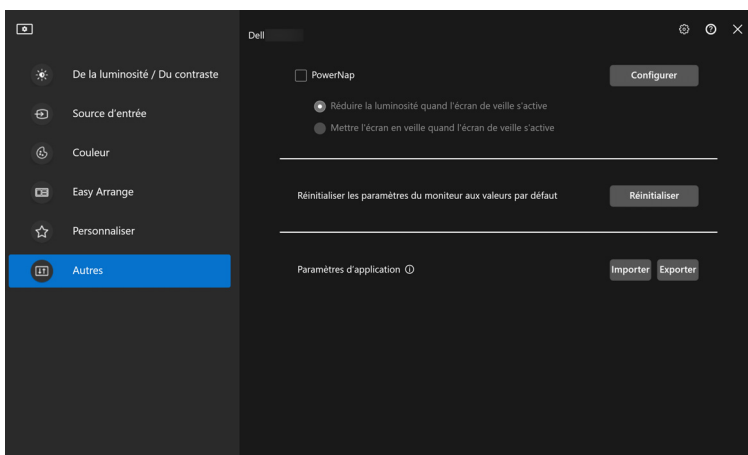 Dell
De la luminosité / Du contraste
Source d'entrée
Couleur
Easy Arrange
Personnaliser
Autres
PowerNap
Configurer
Réduire la luminosité quand l'écran de veille s'active
Mettre l'écran en veille quand l'écran de veille s'active
Réinitialiser les paramètres du moniteur aux valeurs par défaut
Réinitialiser
Paramètres d'application
Importer Exporter